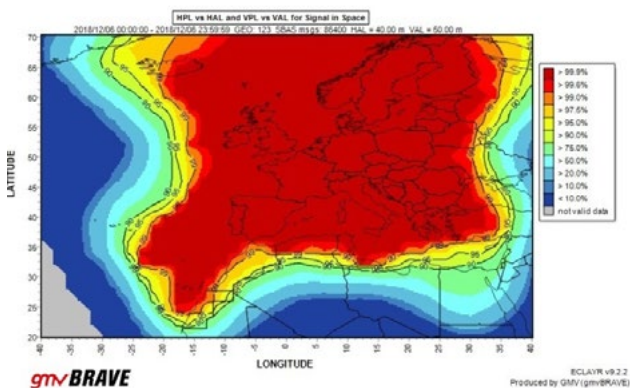 HPL vs HAL and VPL vs VAL for Signal in Space
2018/12/06 00:00:00 - 2018/12/06 23:59:59 GEO: 123 SBAS msgs: 86400 HAL = 40.00 m VAL = 50.00 m
70
65
60
55
50
45
40
35
30
25
20
LATITUDE
-40 -35 -30 -25 -20 -15 -10 -5 0 5 10 15 20 25 30 35 40
LONGITUDE
> 99.9%
> 99.6%
> 99.0%
> 97.5%
> 95.0%
> 90.0%
> 75.0%
> 50.0%
> 20.0%
> 10.0%
< 10.0%
not valid data
gmv BRAVE
ECLAYR v9.2.2
Produced by GMV (gmvBRAVE)